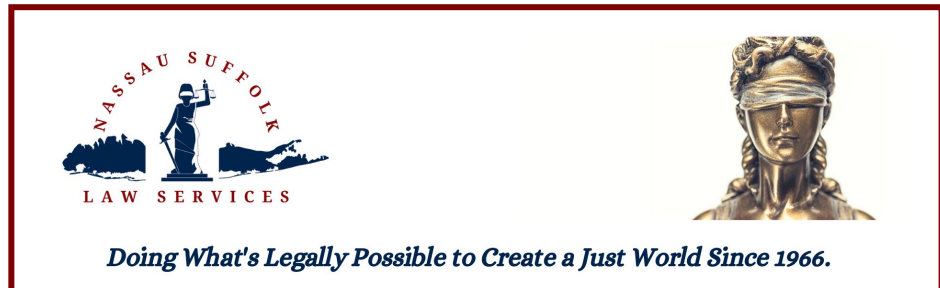 NASSAU SUFFOLK
LAW SERVICES
Doing What's Legally Possible to Create a Just World Since 1966.